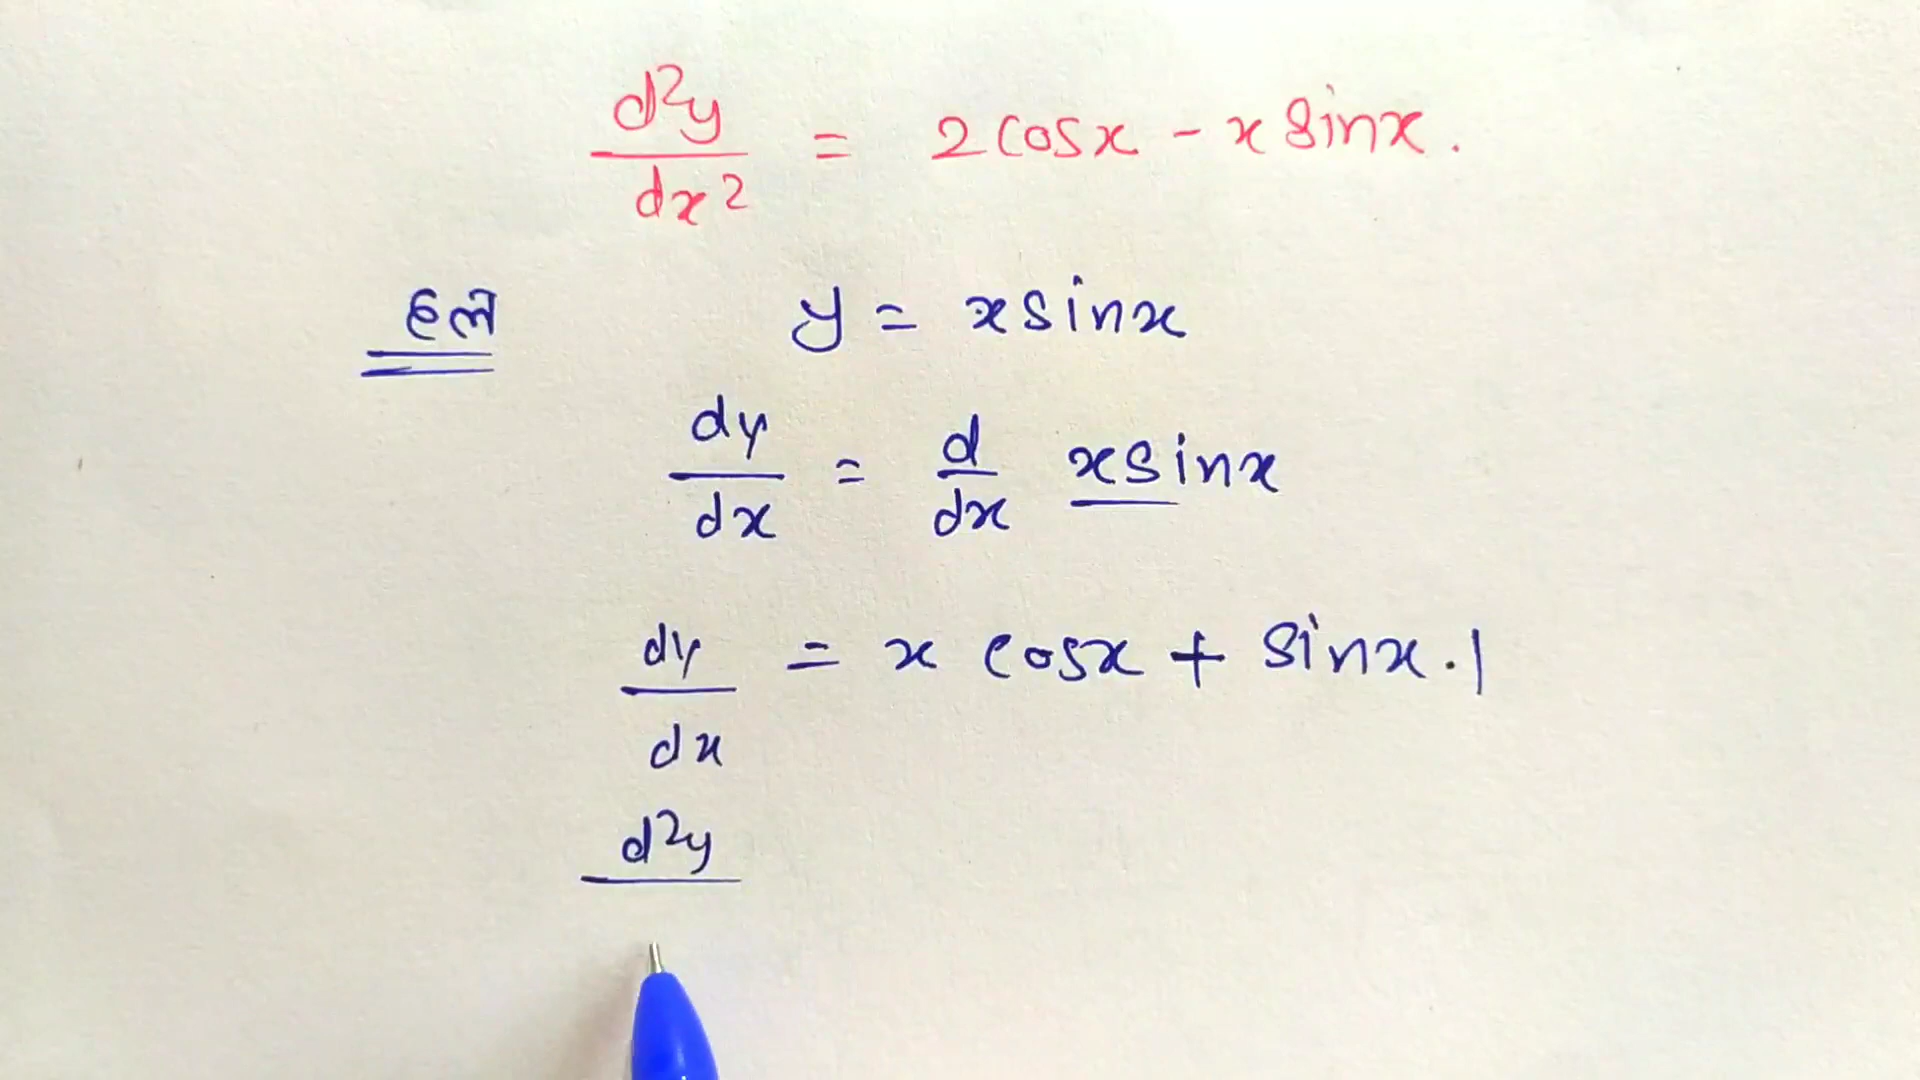 d²y/dx² = 2cosx - x sinx.
हल y = xsinx
dy/dx = d/dx xsinx
dy/dx = x cosx + sinx.1
d²y